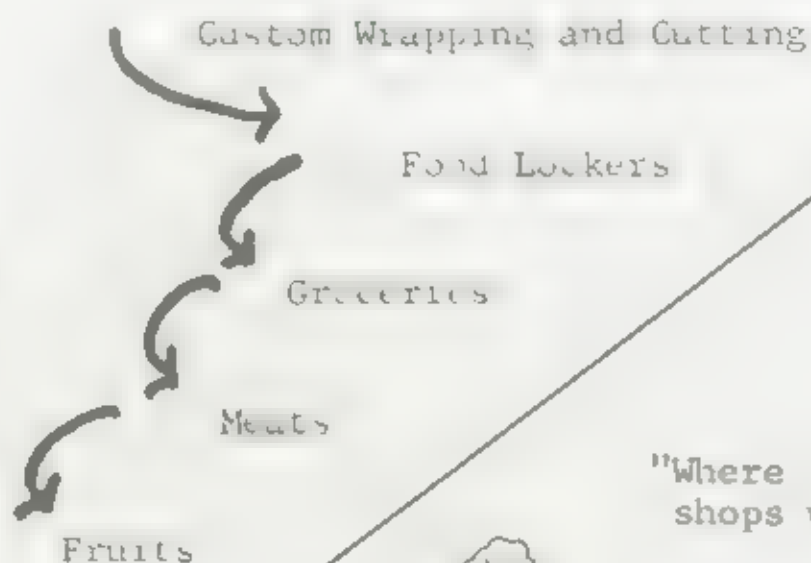 Custom Wrapping and Cutting
Food Lockers
Groceries
Meats
"Where
shops
Fruits